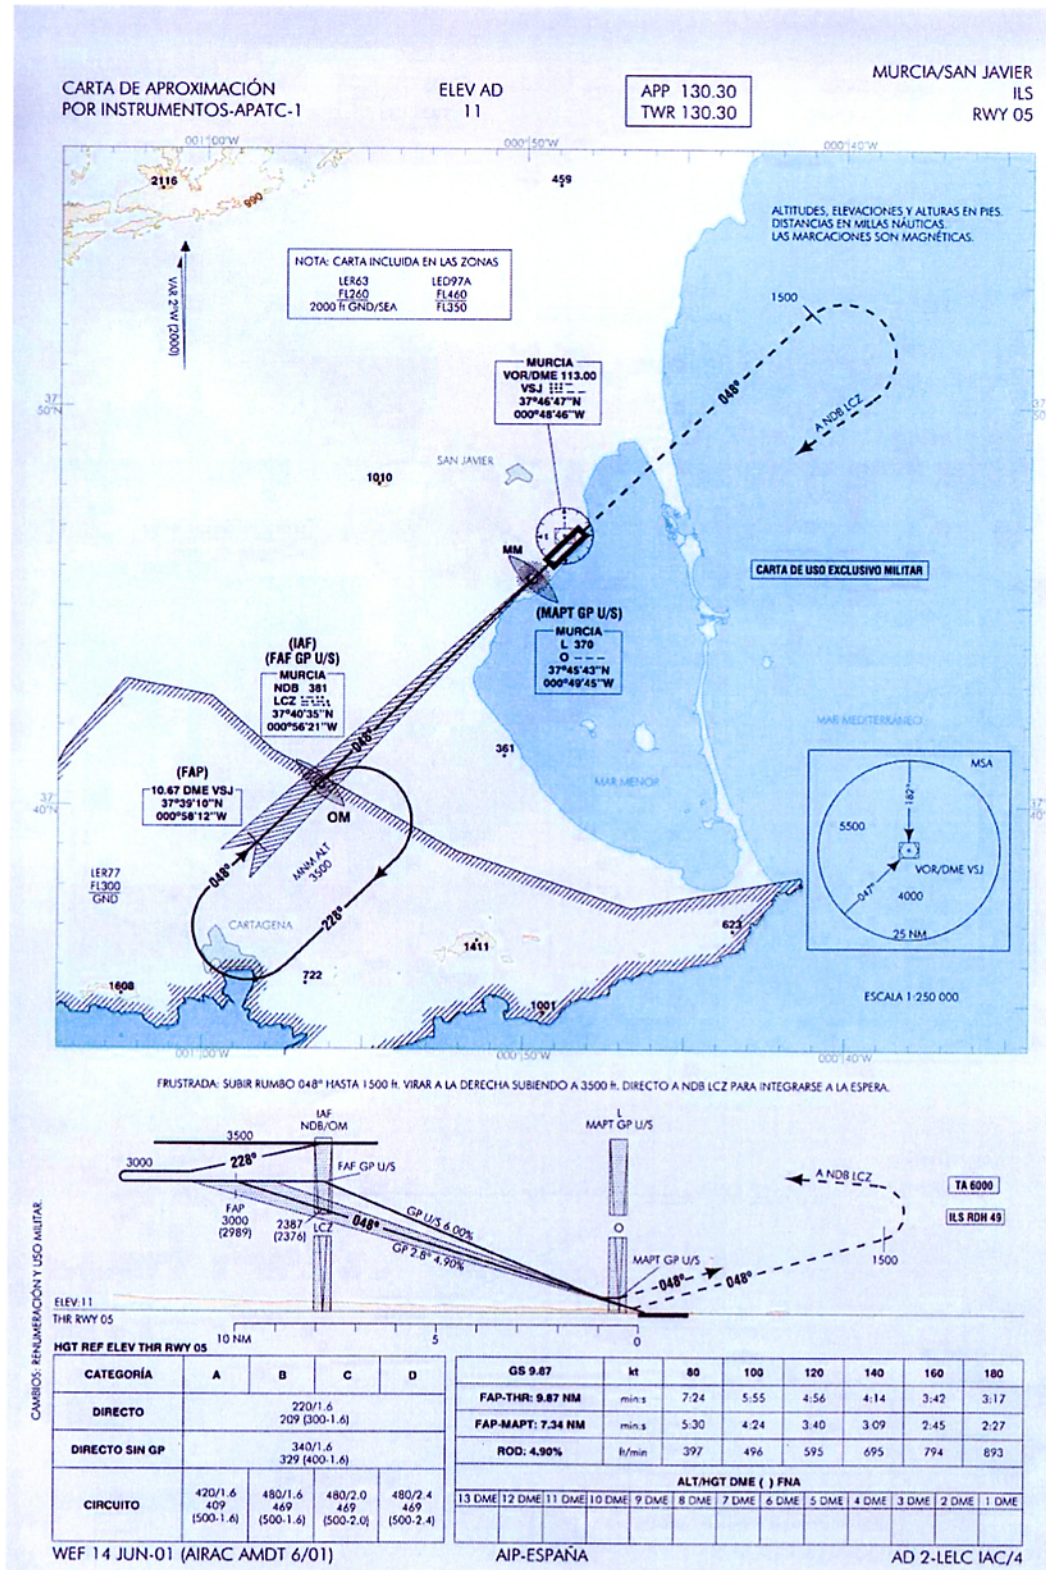 CARTA DE APROXIMACIÓN
POR INSTRUMENTOS-APATC-1
ELEV AD
11
APP 130.30
TWR 130.30
MURCIA/SAN JAVIER
ILS
RWY 05
001°00'W
000°50'W
000°40'W
2116
990
459
ALTITUDES, ELEVACIONES Y ALTURAS EN PIES.
DISTANCIAS EN MILLAS NÁUTICAS.
LAS MARCACIONES SON MAGNÉTICAS.
NOTA: CARTA INCLUIDA EN LAS ZONAS
LER63 LED97A
FL260 FL460
2000 ft GND/SEA FL350
VAR 2°W (2000)
1500
MURCIA
VOR/DME 113.00
VSJ
37°46'47"N
000°48'46"W
048°
A NDB LCZ
37°
50'N
37°
50'
SAN JAVIER
1010
MM
CARTA DE USO EXCLUSIVO MILITAR
(MAPT GP U/S)
MURCIA
L 370
O – – –
37°45'43"N
000°49'45"W
(IAF)
(FAF GP U/S)
MURCIA
NDB 381
LCZ
37°40'35"N
000°56'21"W
048°
361
MAR MEDITERRÁNEO
MAR MENOR
MSA
182°
5500
VOR/DME VSJ
047°
4000
25 NM
(FAP)
10.67 DME VSJ
37°39'10"N
000°58'12"W
37°
40'N
37°
40'
OM
MNM ALT
3500
048°
228°
LER77
FL300
GND
CARTAGENA
623
1411
722
1608
1001
ESCALA 1:250 000
001°00'W
000°50'W
000°40'W
FRUSTRADA: SUBIR RUMBO 048° HASTA 1500 ft. VIRAR A LA DERECHA SUBIENDO A 3500 ft. DIRECTO A NDB LCZ PARA INTEGRARSE A LA ESPERA.
IAF
NDB/OM
L
MAPT GP U/S
3500
3000
228°
FAF GP U/S
A NDB LCZ
TA 6000
ILS RDH 49
FAP
3000
(2989)
2387
(2376)
LCZ
048°
GP U/S 6.00%
GP 2.8° 4.90%
O
MAPT GP U/S
048°
048°
1500
ELEV:11
THR RWY 05
10 NM
5
0
HGT REF ELEV THR RWY 05
CATEGORÍA A B C D
DIRECTO 220/1.6
209 (300-1.6)
DIRECTO SIN GP 340/1.6
329 (400-1.6)
CIRCUITO
420/1.6 480/1.6 480/2.0 480/2.4
409 469 469 469
(500-1.6) (500-1.6) (500-2.0) (500-2.4)
GS 9.87 kt 80 100 120 140 160 180
FAP-THR: 9.87 NM min:s 7:24 5:55 4:56 4:14 3:42 3:17
FAP-MAPT: 7.34 NM min:s 5:30 4:24 3:40 3:09 2:45 2:27
ROD: 4.90% ft/min 397 496 595 695 794 893
ALT/HGT DME ( ) FNA
13 DME 12 DME 11 DME 10 DME 9 DME 8 DME 7 DME 6 DME 5 DME 4 DME 3 DME 2 DME 1 DME
CAMBIOS: RENUMERACIÓN Y USO MILITAR.
WEF 14 JUN-01 (AIRAC AMDT 6/01)
AIP-ESPAÑA
AD 2-LELC IAC/4